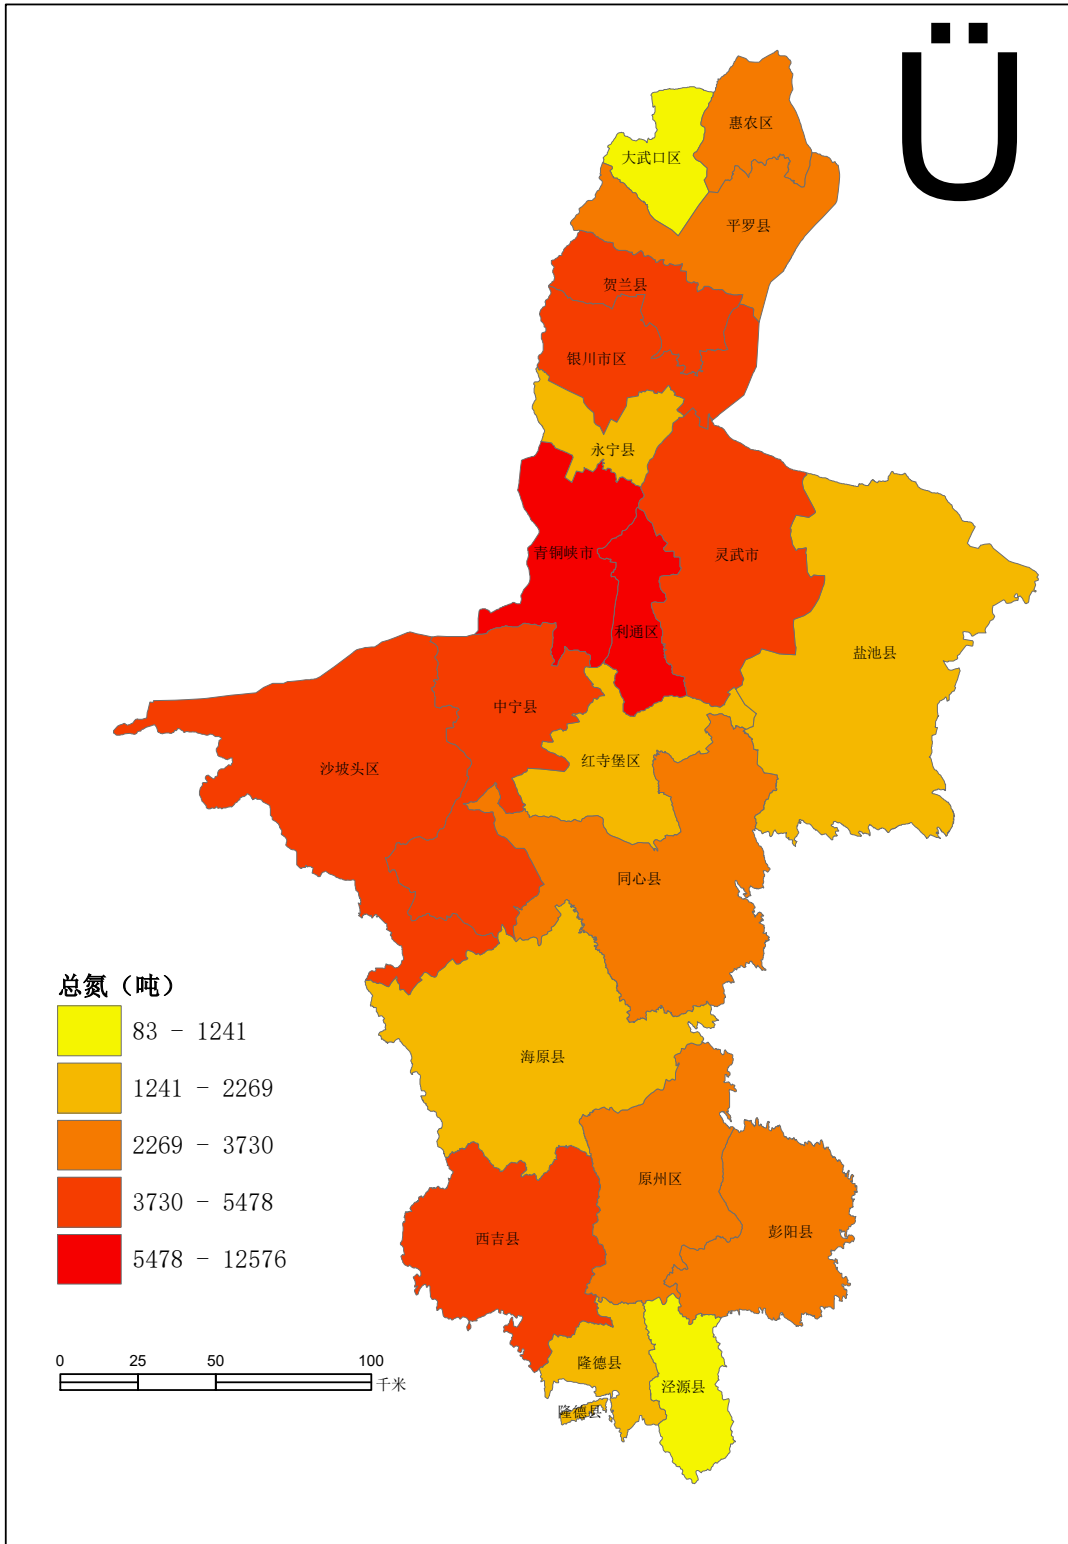 Ü
惠农区
大武口区
平罗县
贺兰县
银川市区
永宁县
青铜峡市
灵武市
利通区
盐池县
中宁县
红寺堡区
沙坡头区
同心县
总氮（吨）
83 - 1241
1241 - 2269
2269 - 3730
3730 - 5478
5478 - 12576
海原县
原州区
彭阳县
西吉县
隆德县
泾源县
隆德县
0 25 50 100
千米